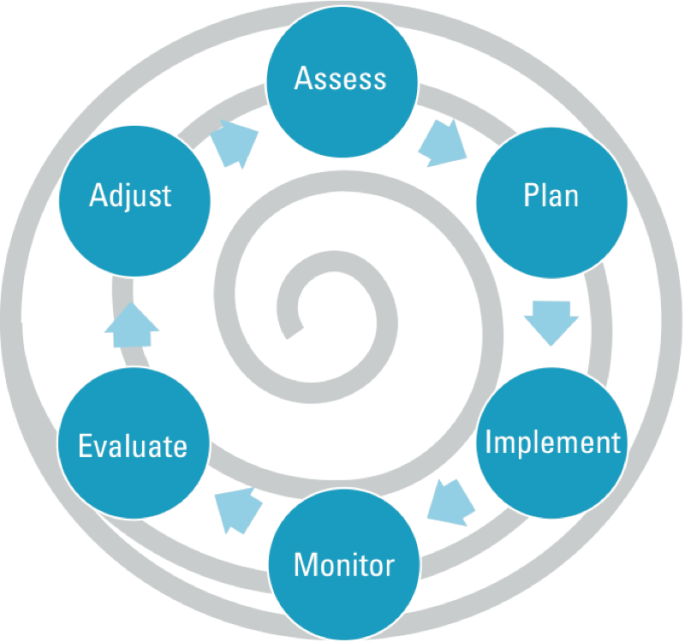 Assess
Plan
Implement
Monitor
Evaluate
Adjust